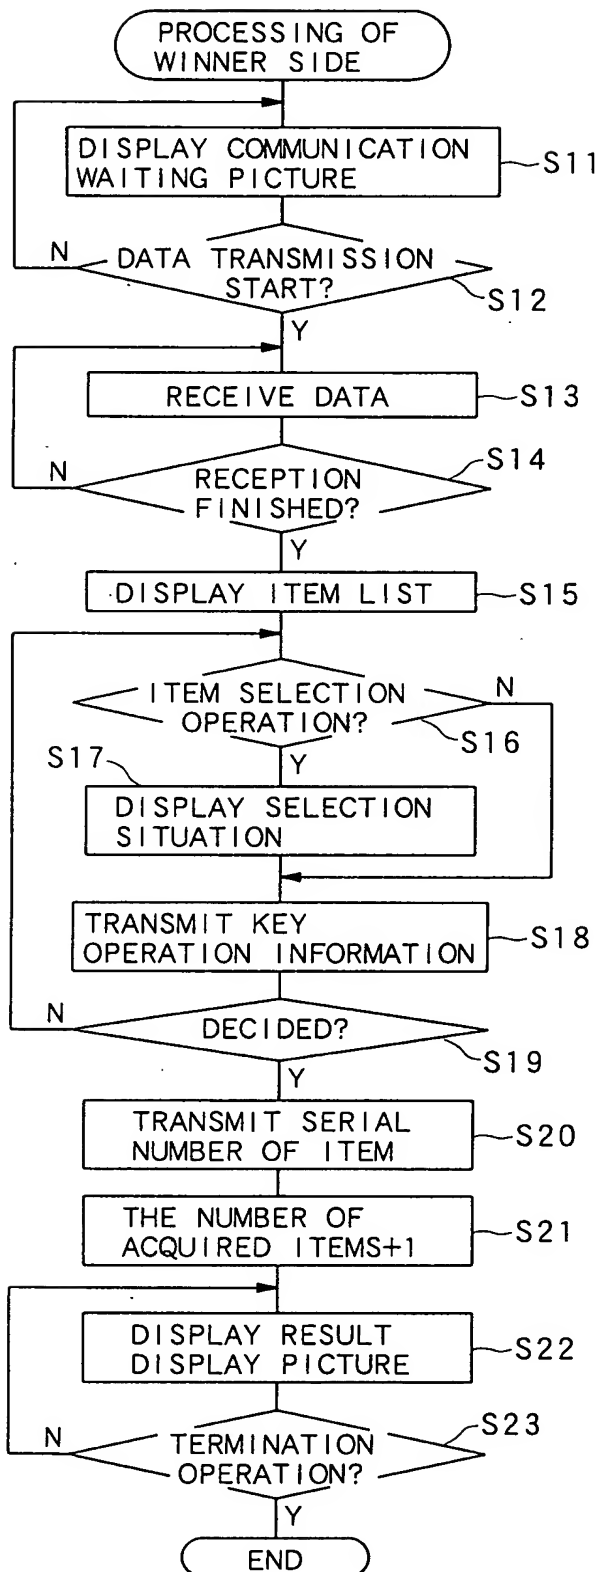 PROCESSING OF
WINNER SIDE
DISPLAY COMMUNICATION
WAITING PICTURE
S11
N
DATA TRANSMISSION
START?
S12
Y
RECEIVE DATA
S13
S14
N
RECEPTION
FINISHED?
Y
DISPLAY ITEM LIST
S15
ITEM SELECTION
OPERATION?
N
S16
S17
Y
DISPLAY SELECTION
SITUATION
TRANSMIT KEY
OPERATION INFORMATION
S18
N
DECIDED?
S19
Y
TRANSMIT SERIAL
NUMBER OF ITEM
S20
THE NUMBER OF
ACQUIRED ITEMS+1
S21
DISPLAY RESULT
DISPLAY PICTURE
S22
S23
N
TERMINATION
OPERATION?
Y
END